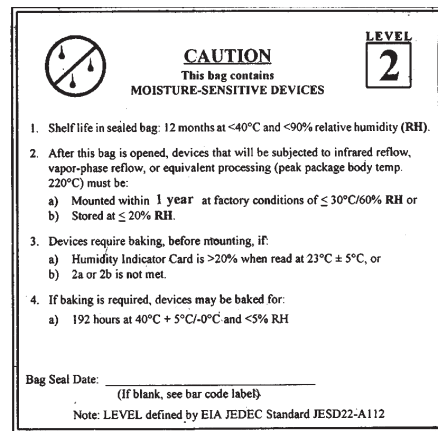 LEVEL
2
CAUTION
This bag contains
MOISTURE-SENSITIVE DEVICES
1. Shelf life in sealed bag: 12 months at <40°C and <90% relative humidity (RH).
2. After this bag is opened, devices that will be subjected to infrared reflow,
vapor-phase reflow, or equivalent processing (peak package body temp.
220°C) must be:
a) Mounted within 1 year at factory conditions of ≤ 30°C/60% RH or
b) Stored at ≤ 20% RH.
3. Devices require baking, before mounting, if:
a) Humidity Indicator Card is >20% when read at 23°C ± 5°C, or
b) 2a or 2b is not met.
4. If baking is required, devices may be baked for:
a) 192 hours at 40°C + 5°C/-0°C and <5% RH
Bag Seal Date:
(If blank, see bar code label)
Note: LEVEL defined by EIA JEDEC Standard JESD22-A112